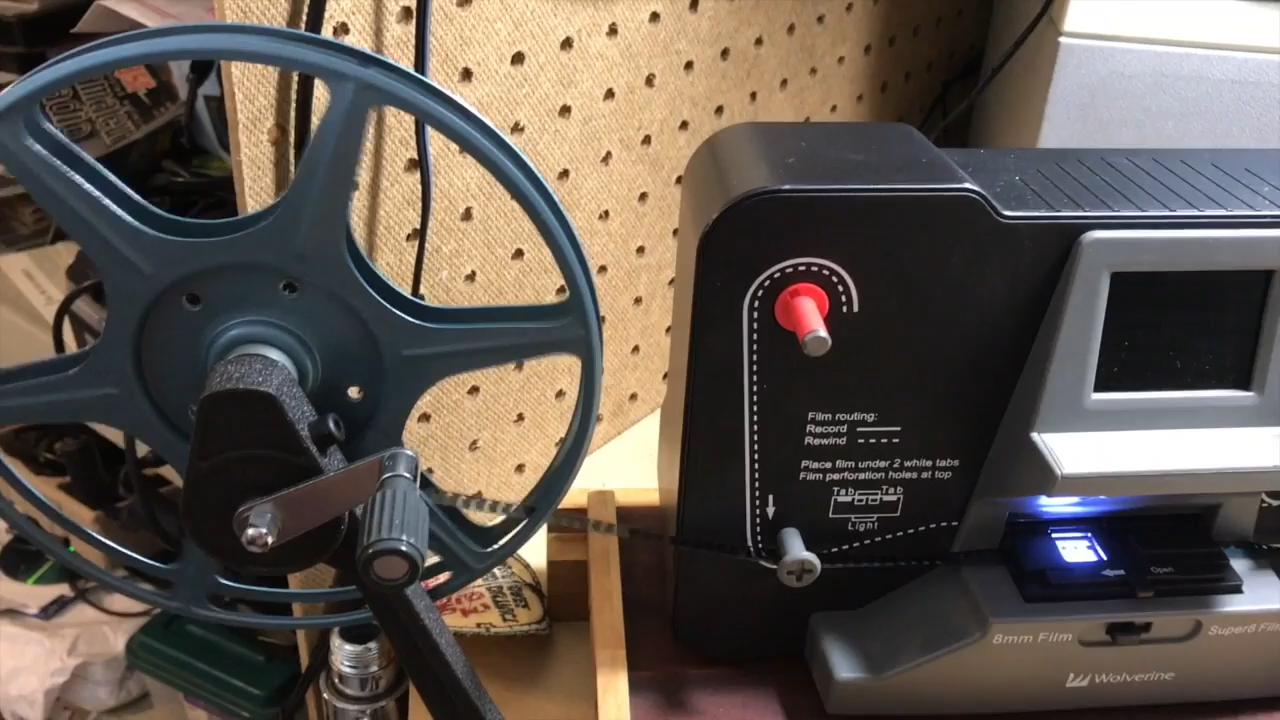 Film routing:
Record
Rewind
Place film under 2 white tabs
Film perforation holes at top
Tab Tab
Light
Open
8mm Film
Super8 Fil
Wolverine